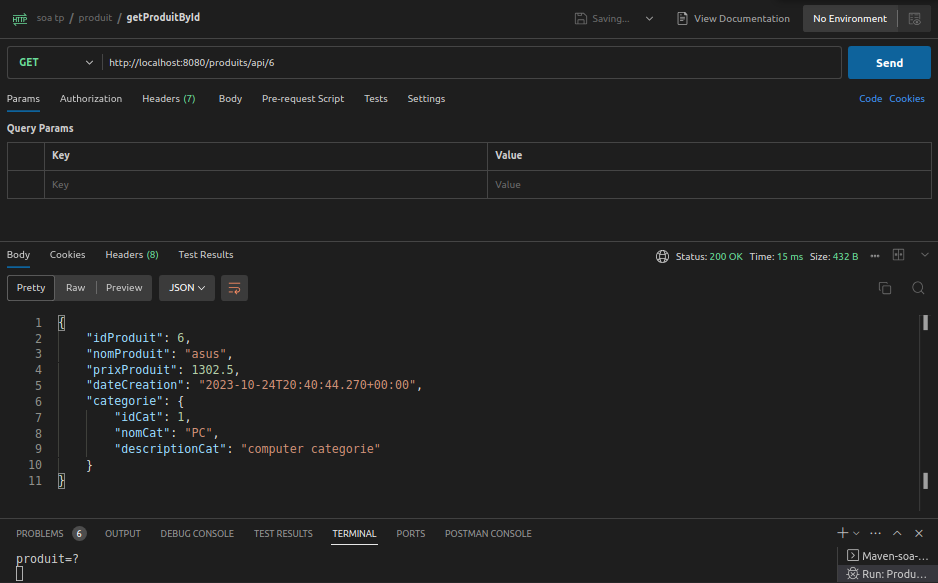 HTTP soa tp / produit / getProduitById Saving... View Documentation No Environment
GET http://localhost:8080/produits/api/6 Send
Params Authorization Headers (7) Body Pre-request Script Tests Settings Code Cookies
Query Params
Key Value
Key Value
Body Cookies Headers (8) Test Results Status: 200 OK Time: 15 ms Size: 432 B
Pretty Raw Preview JSON
1 {
2 "idProduit": 6,
3 "nomProduit": "asus",
4 "prixProduit": 1302.5,
5 "dateCreation": "2023-10-24T20:40:44.270+00:00",
6 "categorie": {
7 "idCat": 1,
8 "nomCat": "PC",
9 "descriptionCat": "computer categorie"
10 }
11 }
PROBLEMS 6 OUTPUT DEBUG CONSOLE TEST RESULTS TERMINAL PORTS POSTMAN CONSOLE
produit=? Maven-soa-...
Run: Produ...